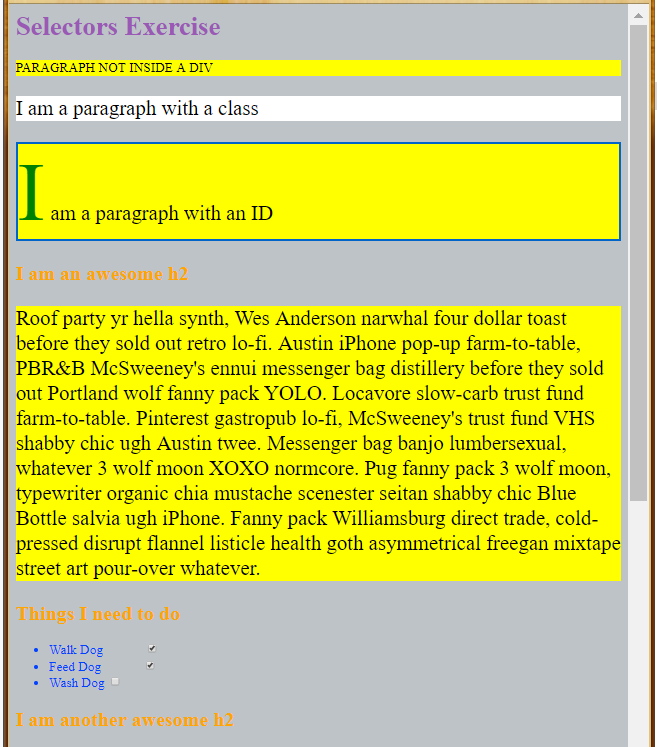 Selectors Exercise
PARAGRAPH NOT INSIDE A DIV
I am a paragraph with a class
I am a paragraph with an ID
I am an awesome h2
Roof party yr hella synth, Wes Anderson narwhal four dollar toast
before they sold out retro lo-fi. Austin iPhone pop-up farm-to-table,
PBR&B McSweeney's ennui messenger bag distillery before they sold
out Portland wolf fanny pack YOLO. Locavore slow-carb trust fund
farm-to-table. Pinterest gastropub lo-fi, McSweeney's trust fund VHS
shabby chic ugh Austin twee. Messenger bag banjo lumbersexual,
whatever 3 wolf moon XOXO normcore. Pug fanny pack 3 wolf moon,
typewriter organic chia mustache scenester seitan shabby chic Blue
Bottle salvia ugh iPhone. Fanny pack Williamsburg direct trade, cold-
pressed disrupt flannel listicle health goth asymmetrical freegan mixtape
street art pour-over whatever.
Things I need to do
Walk Dog
Feed Dog
Wash Dog
I am another awesome h2